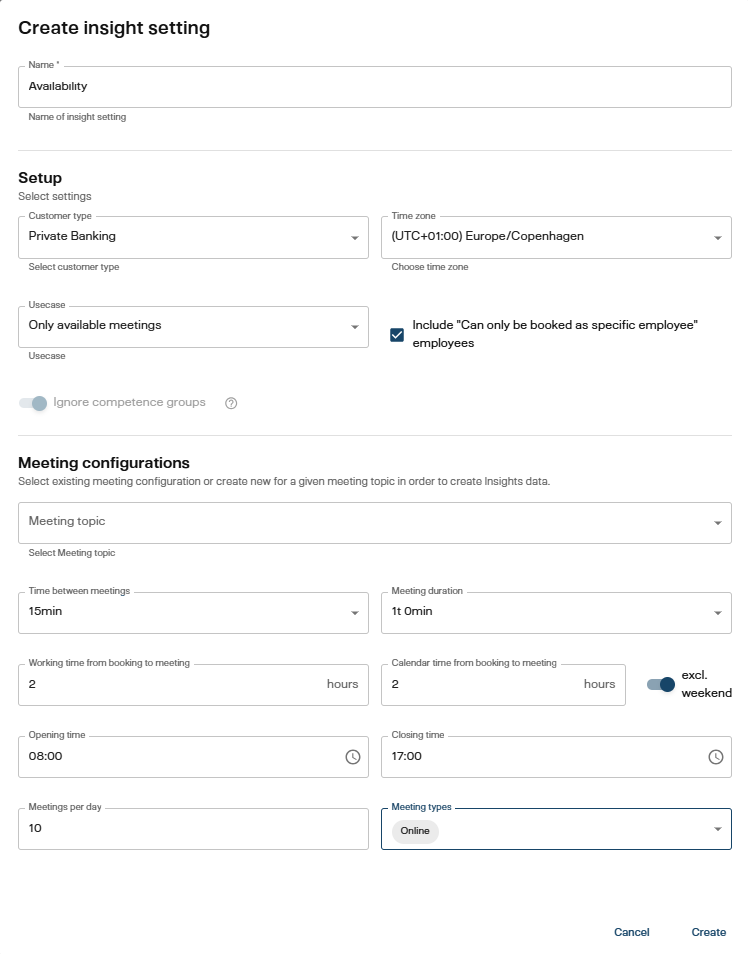 Create insight setting
Name *
Availability
Name of insight setting
Setup
Select settings
Customer type
Private Banking
Select customer type
Time zone
(UTC+01:00) Europe/Copenhagen
Choose time zone
Usecase
Only available meetings
Usecase
Include "Can only be booked as specific employee"
employees
Ignore competence groups
Meeting configurations
Select existing meeting configuration or create new for a given meeting topic in order to create Insights data.
Meeting topic
Select Meeting topic
Time between meetings
15min
Meeting duration
1t 0min
Working time from booking to meeting
2 hours
Calendar time from booking to meeting
2 hours
excl.
weekend
Opening time
08:00
Closing time
17:00
Meetings per day
10
Meeting types
Online
Cancel
Create